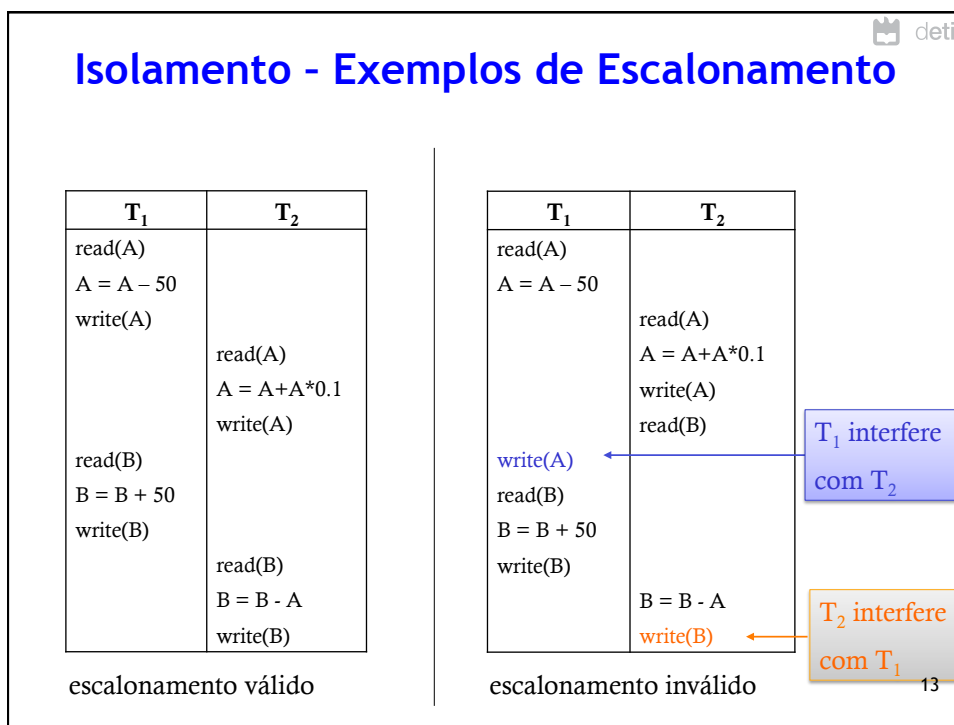 deti
Isolamento – Exemplos de Escalonamento
T₁ T₂
read(A)
A = A – 50
write(A)
read(A)
A = A+A*0.1
write(A)
read(B)
B = B + 50
write(B)
read(B)
B = B - A
write(B)
escalonamento válido
T₁ T₂
read(A)
A = A – 50
read(A)
A = A+A*0.1
write(A)
read(B)
write(A)
read(B)
B = B + 50
write(B)
B = B - A
write(B)
escalonamento inválido
T₁ interfere
com T₂
T₂ interfere
com T₁
13